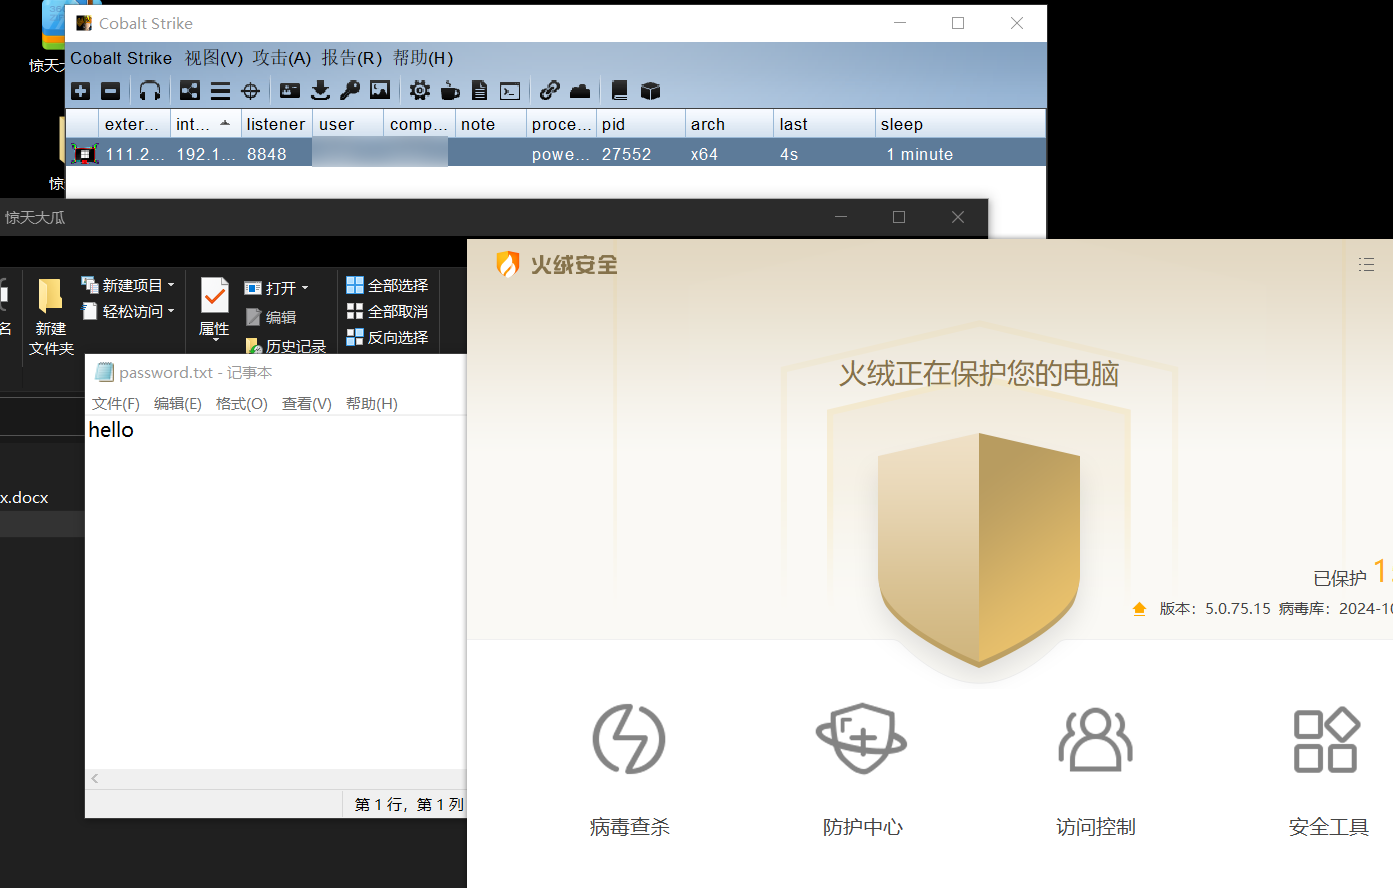 Cobalt Strike
Cobalt Strike 视图(V) 攻击(A) 报告(R) 帮助(H)
exter... int... listener user comp... note proce... pid arch last sleep
111.2... 192.1... 8848 powe... 27552 x64 4s 1 minute
惊天大瓜
新建项目
轻松访问
新建
文件夹
名
属性
打开
编辑
历史记录
全部选择
全部取消
反向选择
password.txt - 记事本
文件(F) 编辑(E) 格式(O) 查看(V) 帮助(H)
hello
x.docx
第 1 行，第 1 列
火绒安全
火绒正在保护您的电脑
已保护
版本：5.0.75.15 病毒库：2024-10
病毒查杀
防护中心
访问控制
安全工具